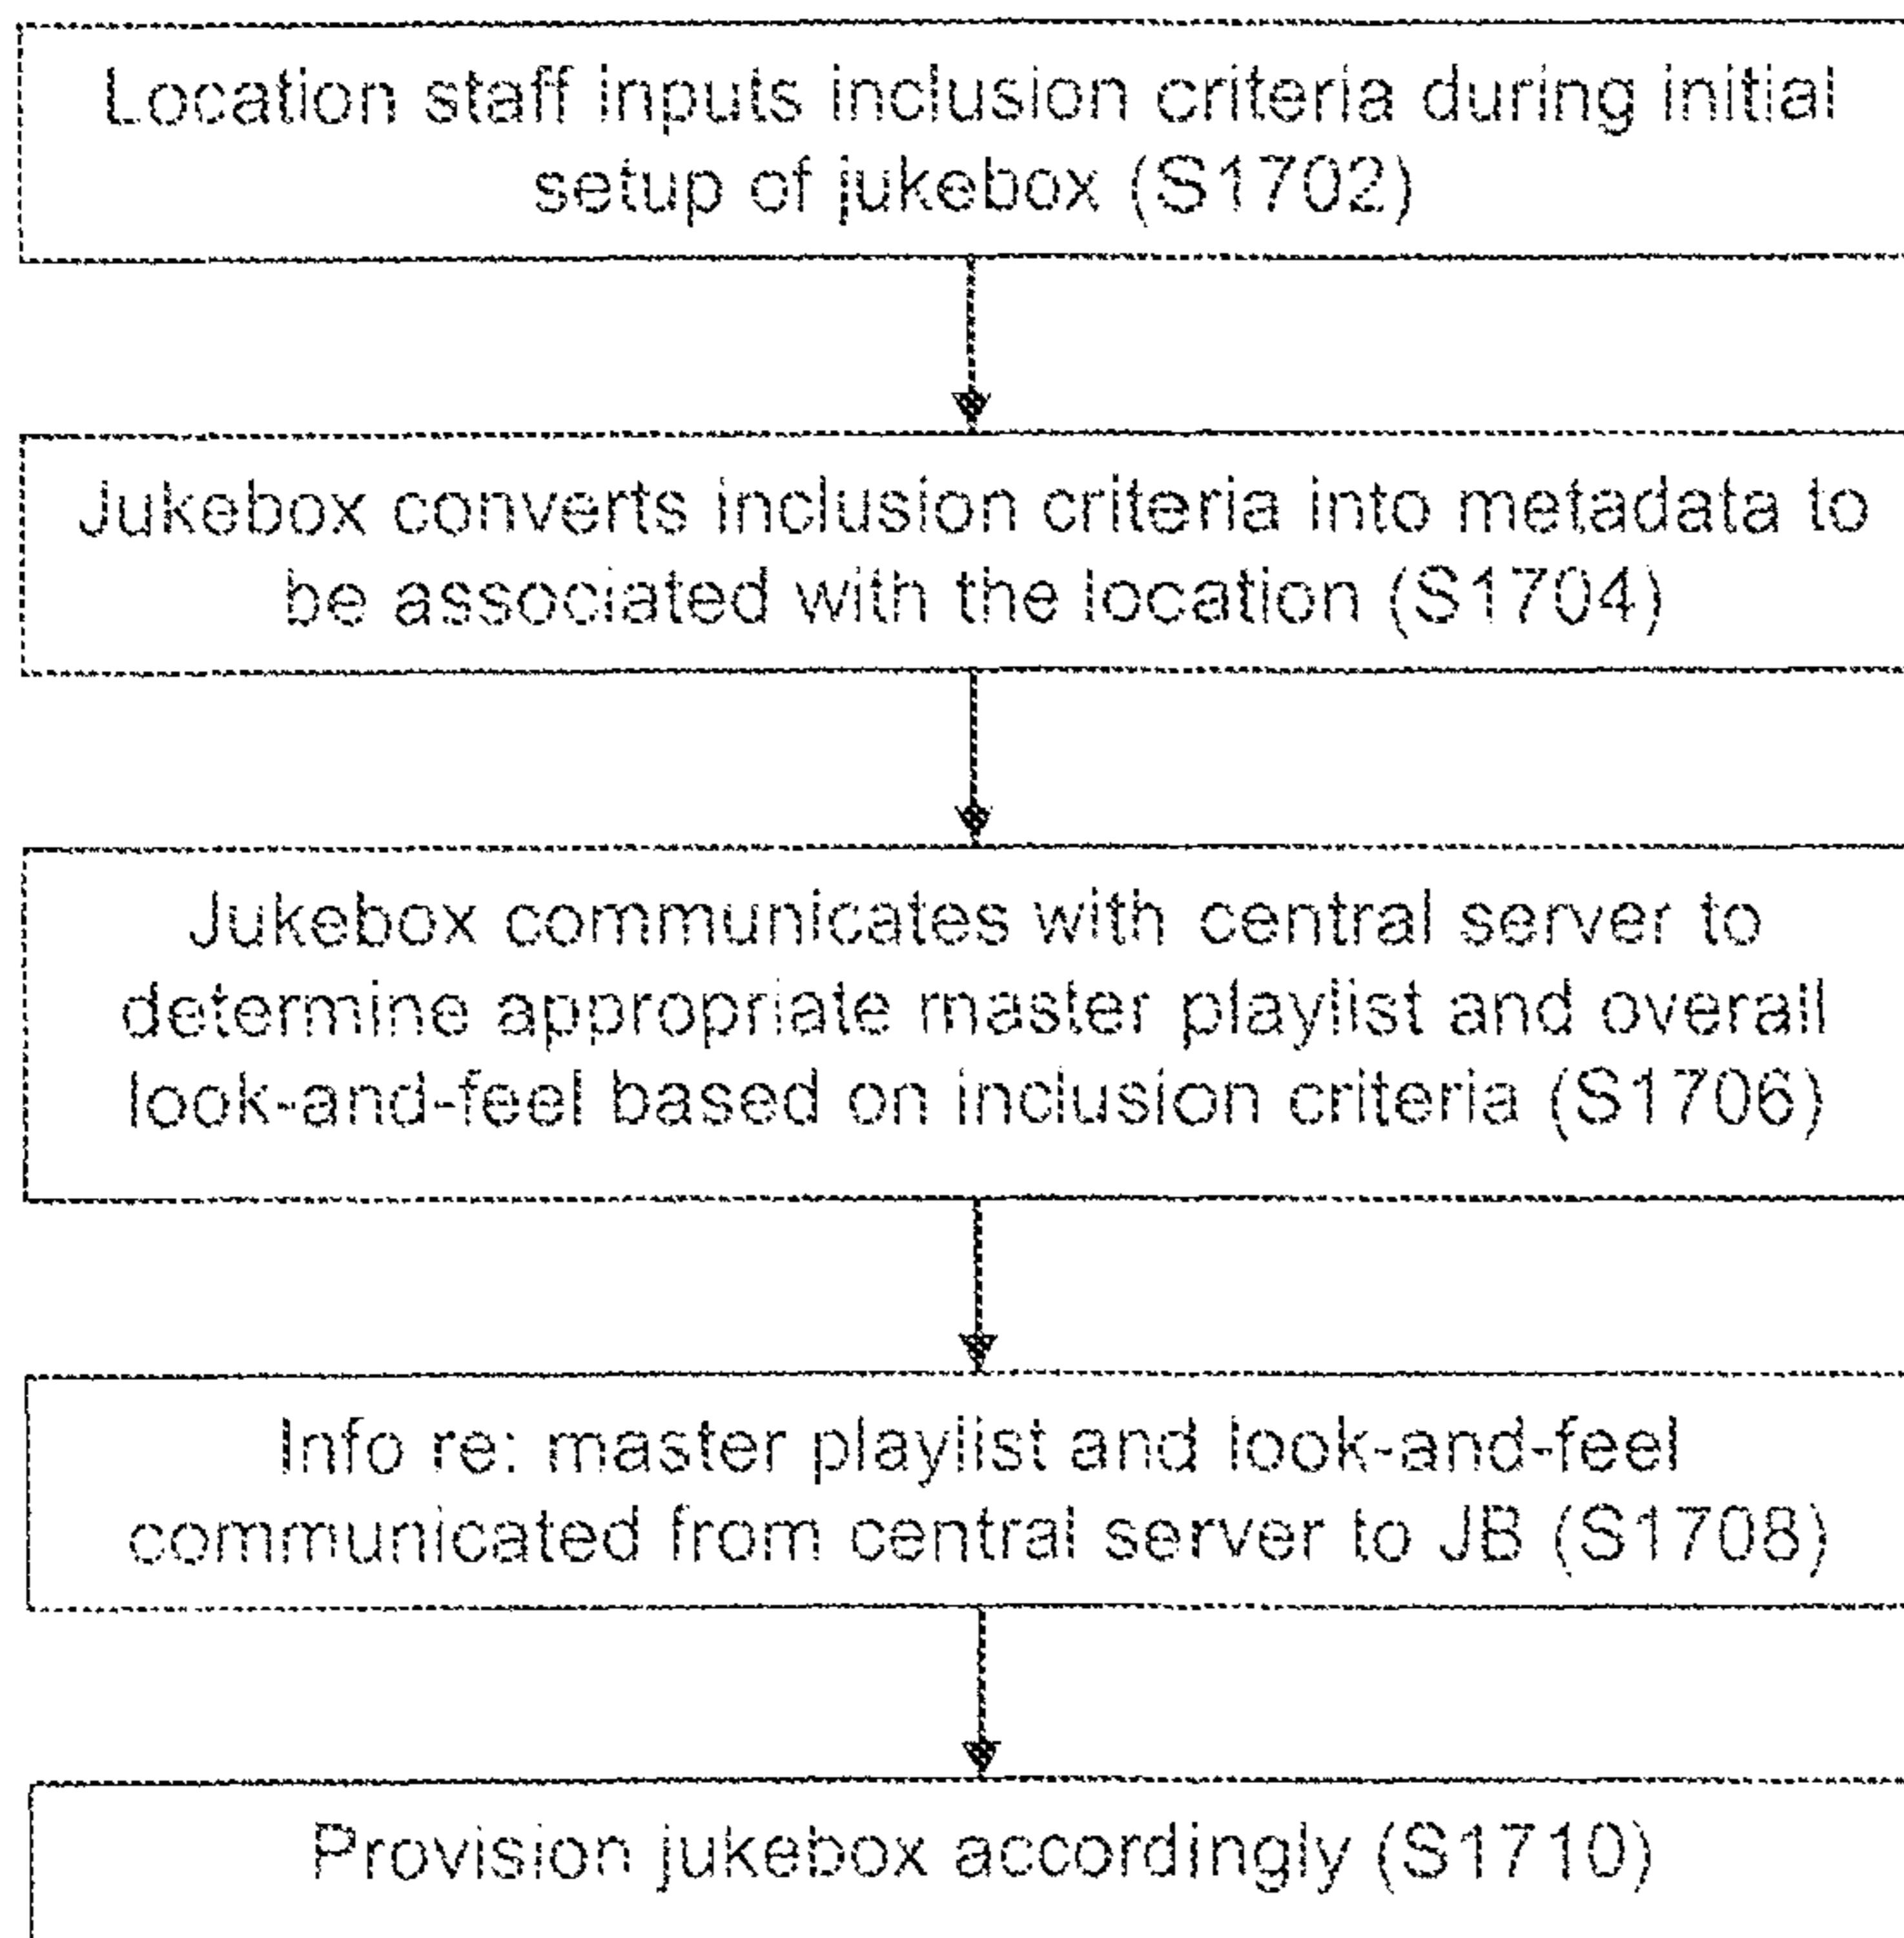 Location staff inputs inclusion criteria during initial
setup of jukebox (S1702)
Jukebox converts inclusion criteria into metadata to
be associated with the location (S1704)
Jukebox communicates with central server to
determine appropriate master playlist and overall
look-and-feel based on inclusion criteria (S1706)
Info re: master playlist and look-and-feel
communicated from central server to JB (S1708)
Provision jukebox accordingly (S1710)